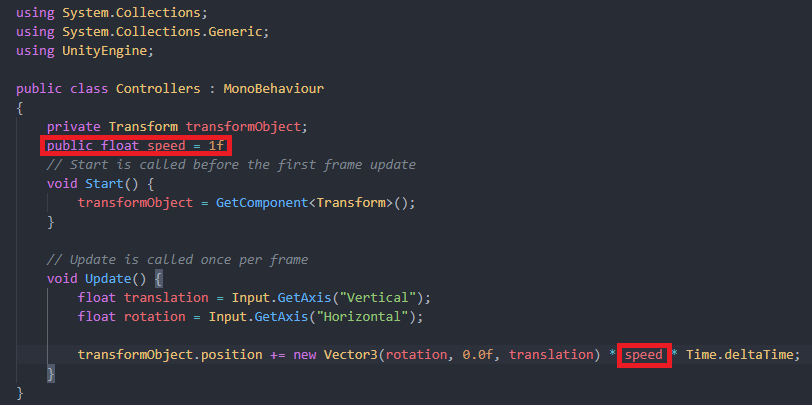 using System.Collections;
using System.Collections.Generic;
using UnityEngine;
public class Controllers : MonoBehaviour
{
private Transform transformObject;
public float speed = 1f
// Start is called before the first frame update
void Start() {
transformObject = GetComponent<Transform>();
}
// Update is called once per frame
void Update() {
float translation = Input.GetAxis("Vertical");
float rotation = Input.GetAxis("Horizontal");
transformObject.position += new Vector3(rotation, 0.0f, translation) * speed * Time.deltaTime;
}
}